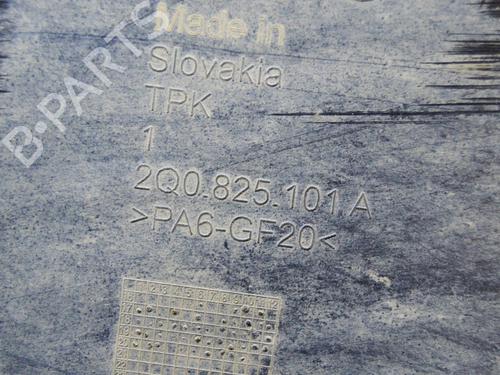 B-PARTS
Made in
Slovakia
TPK
1
2Q0.825.101 A
>PA6-GF20<